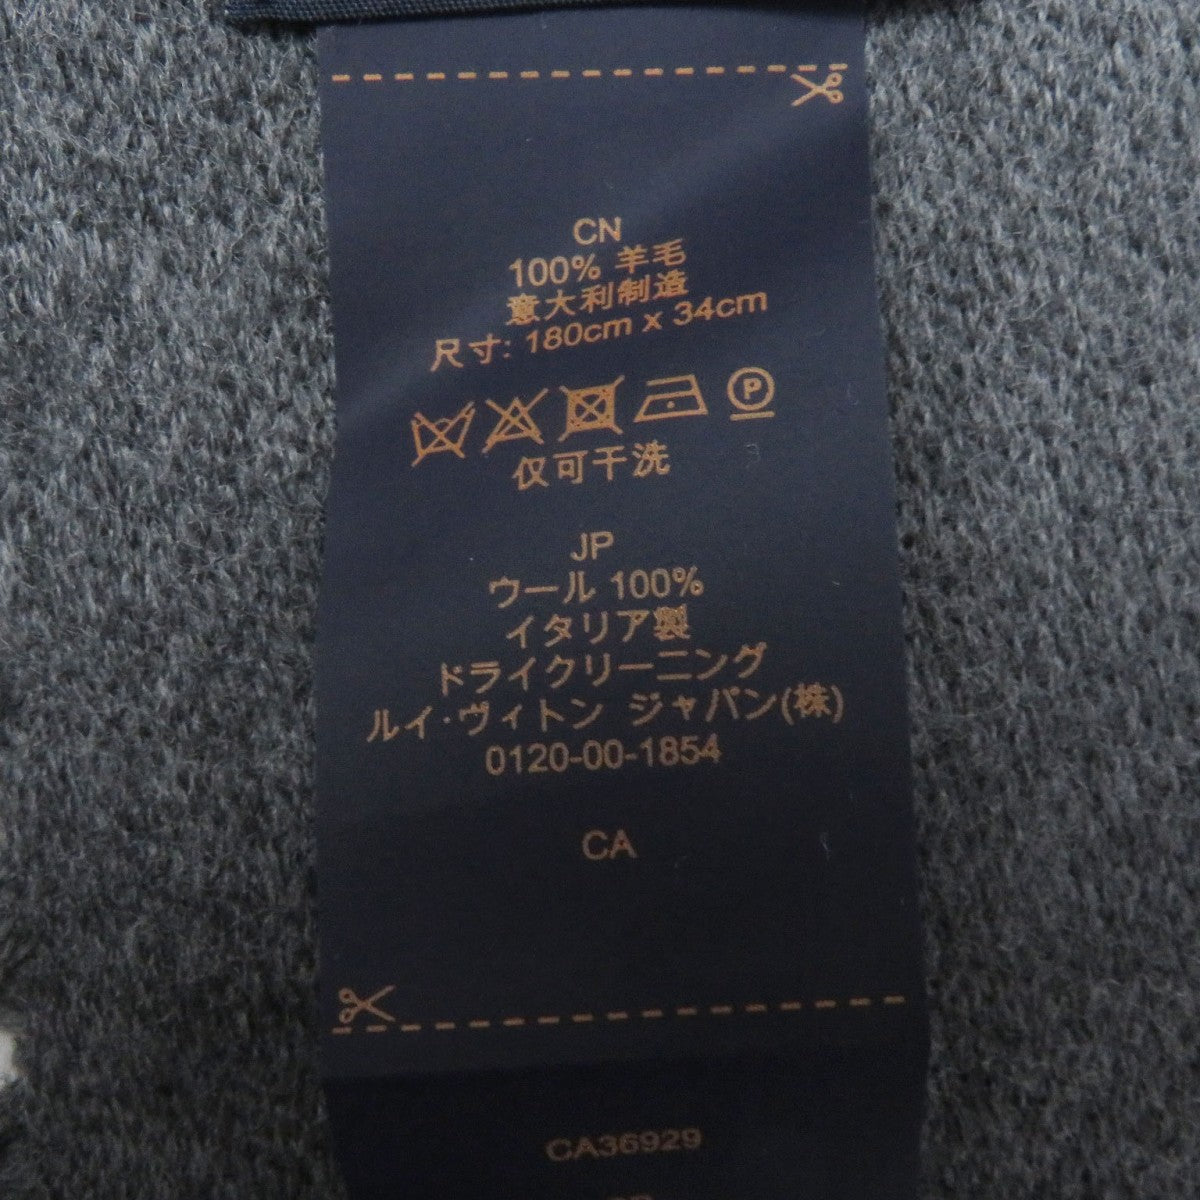 CN
100% 羊毛
意大利制造
尺寸: 180cm x 34cm
P
仅可干洗
JP
ウール 100%
イタリア製
ドライクリーニング
ルイ・ヴィトン ジャパン(株)
0120-00-1854
CA
CA36929